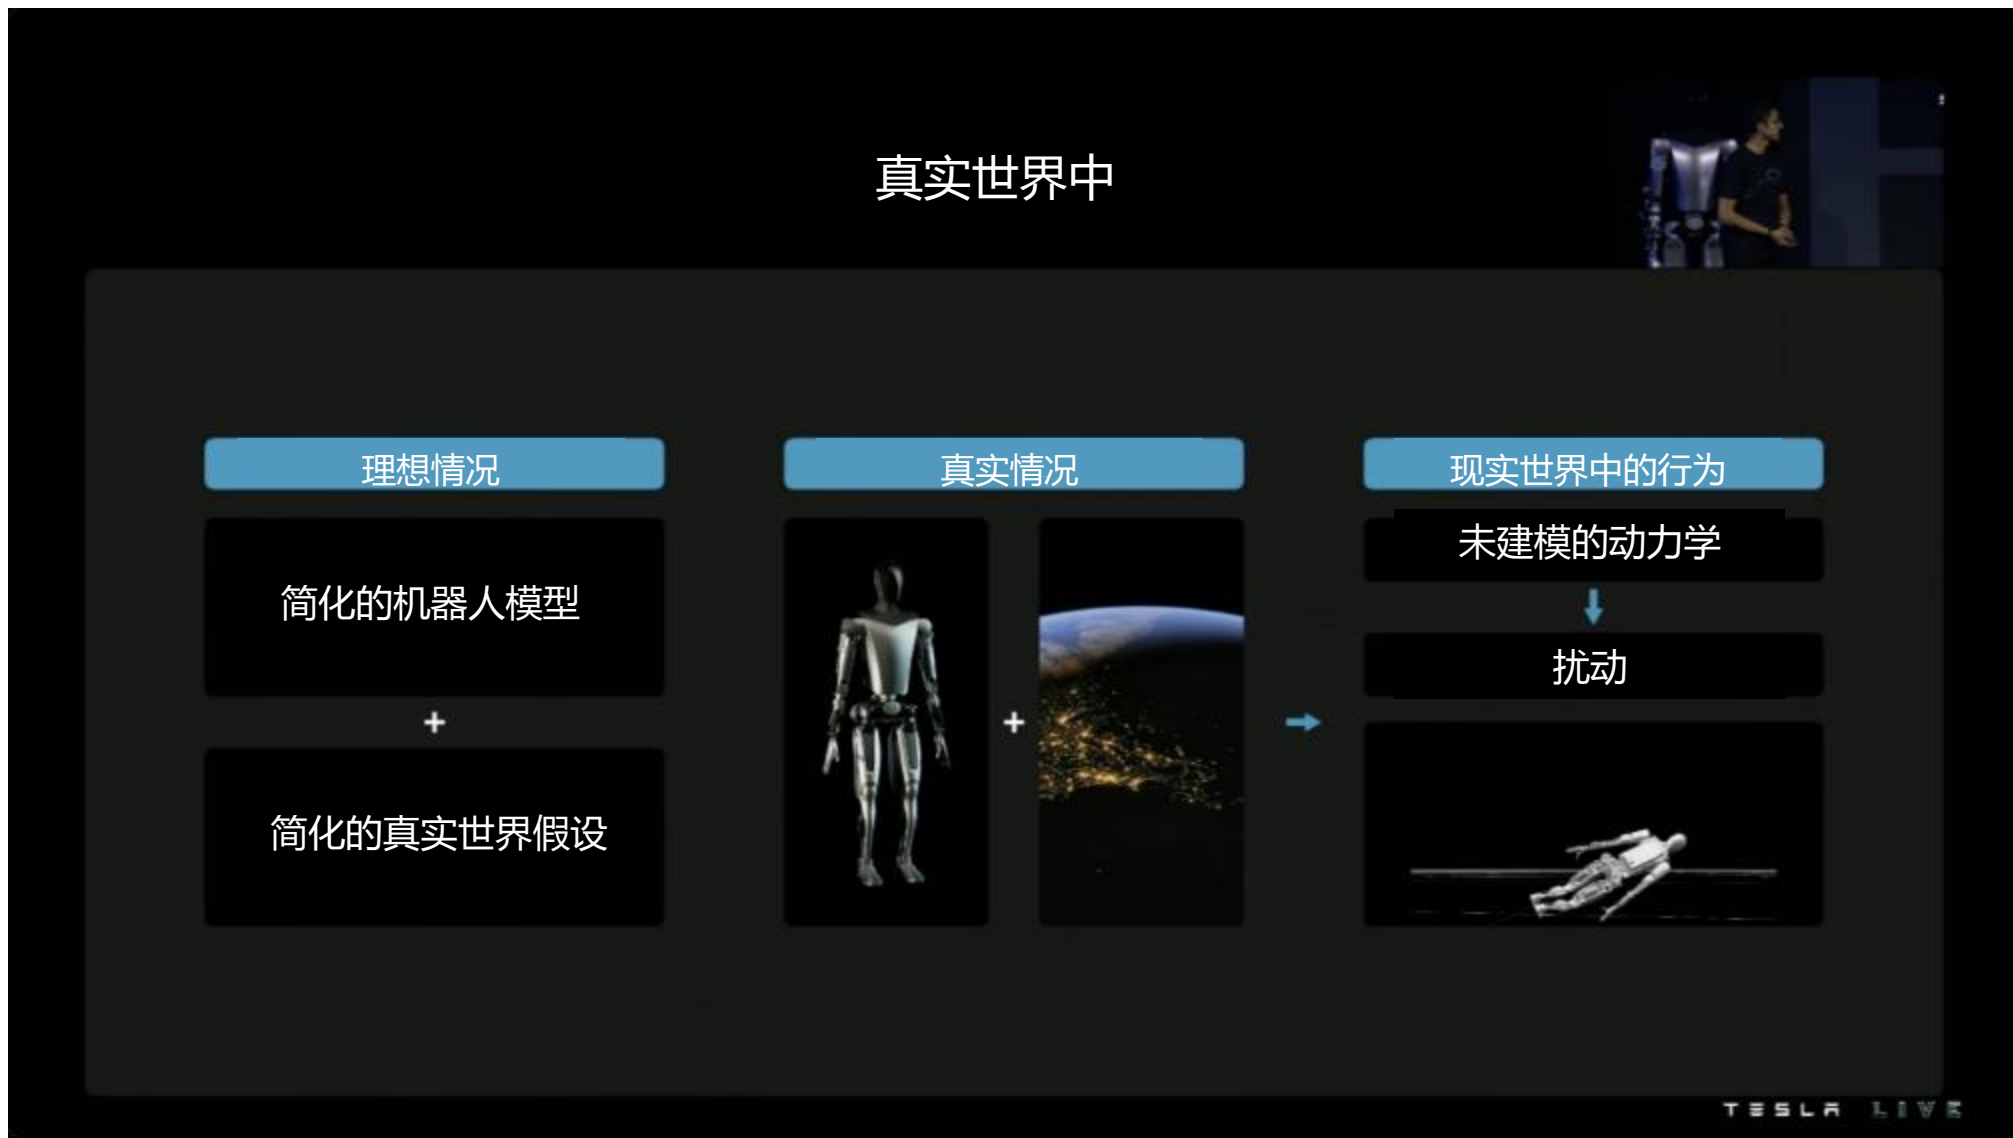 真实世界中
理想情况
简化的机器人模型
+
简化的真实世界假设
真实情况
+
现实世界中的行为
未建模的动力学
扰动
TESLA LIVE